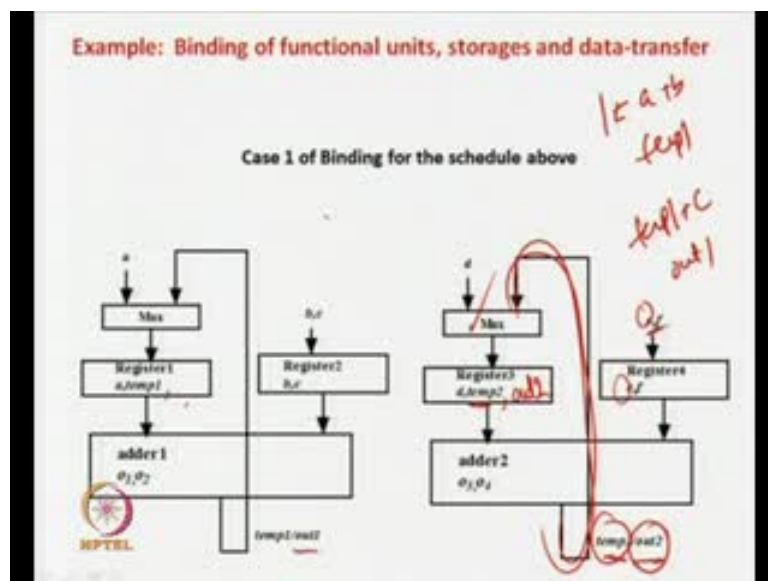 Example: Binding of functional units, storages and data-transfer
Case 1 of Binding for the schedule above
a+b
temp1
temp1+c
out1
a
Mux
b,c
Register1
a,temp1
Register2
b,c
adder1
o1,o2
temp1/out1
d
Mux
Register3
d,temp2, out2
Register4
adder2
o3,o4
temp /out2
NPTEL